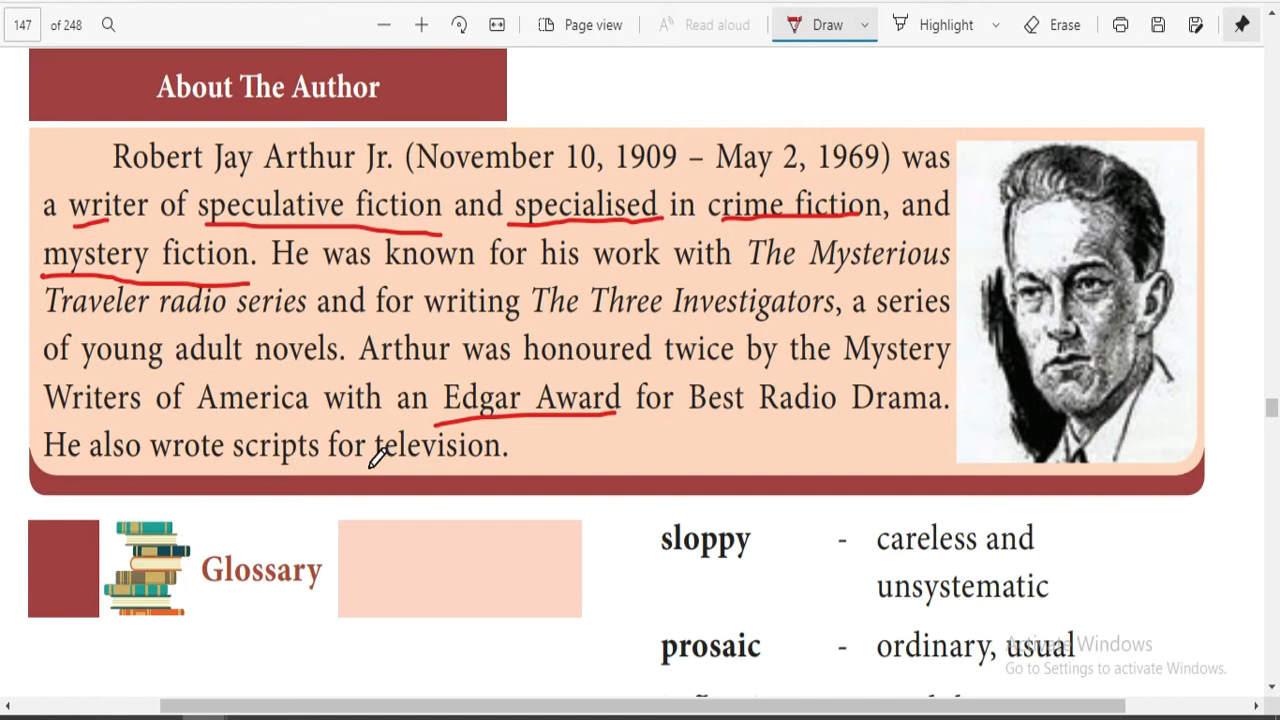 147 of 248 Page view Read aloud Draw Highlight Erase
About The Author
Robert Jay Arthur Jr. (November 10, 1909 – May 2, 1969) was
a writer of speculative fiction and specialised in crime fiction, and
mystery fiction. He was known for his work with The Mysterious
Traveler radio series and for writing The Three Investigators, a series
of young adult novels. Arthur was honoured twice by the Mystery
Writers of America with an Edgar Award for Best Radio Drama.
He also wrote scripts for television.
Glossary
sloppy - careless and
unsystematic
prosaic - ordinary, usual
Activate Windows
Go to Settings to activate Windows.